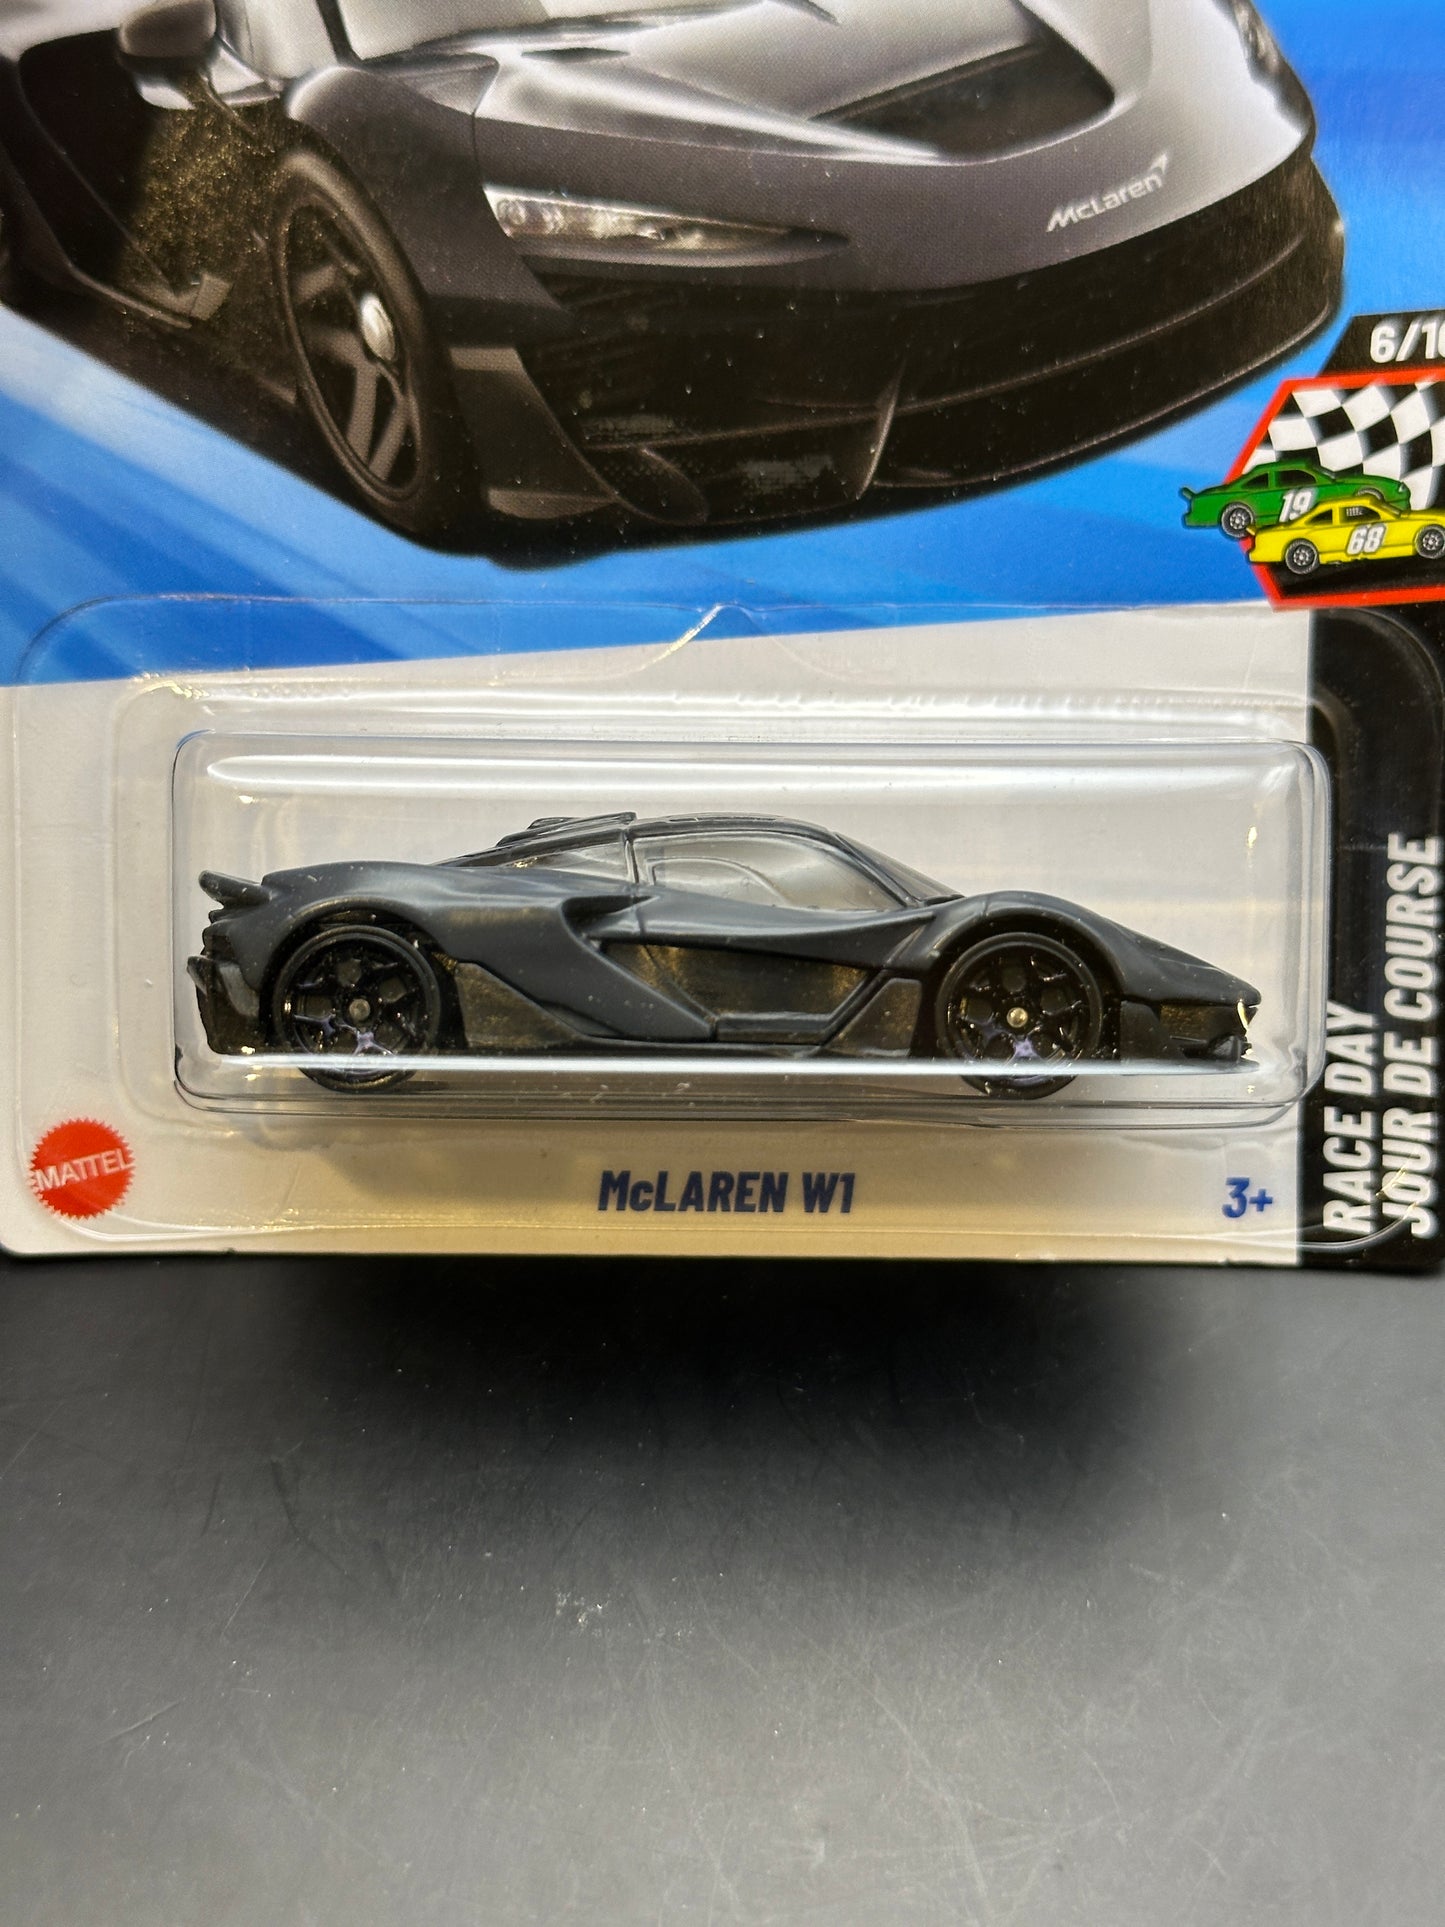 McLaren
6/10
19
68
MATTEL
McLAREN W1
3+
RACE DAY
JOUR DE COURSE